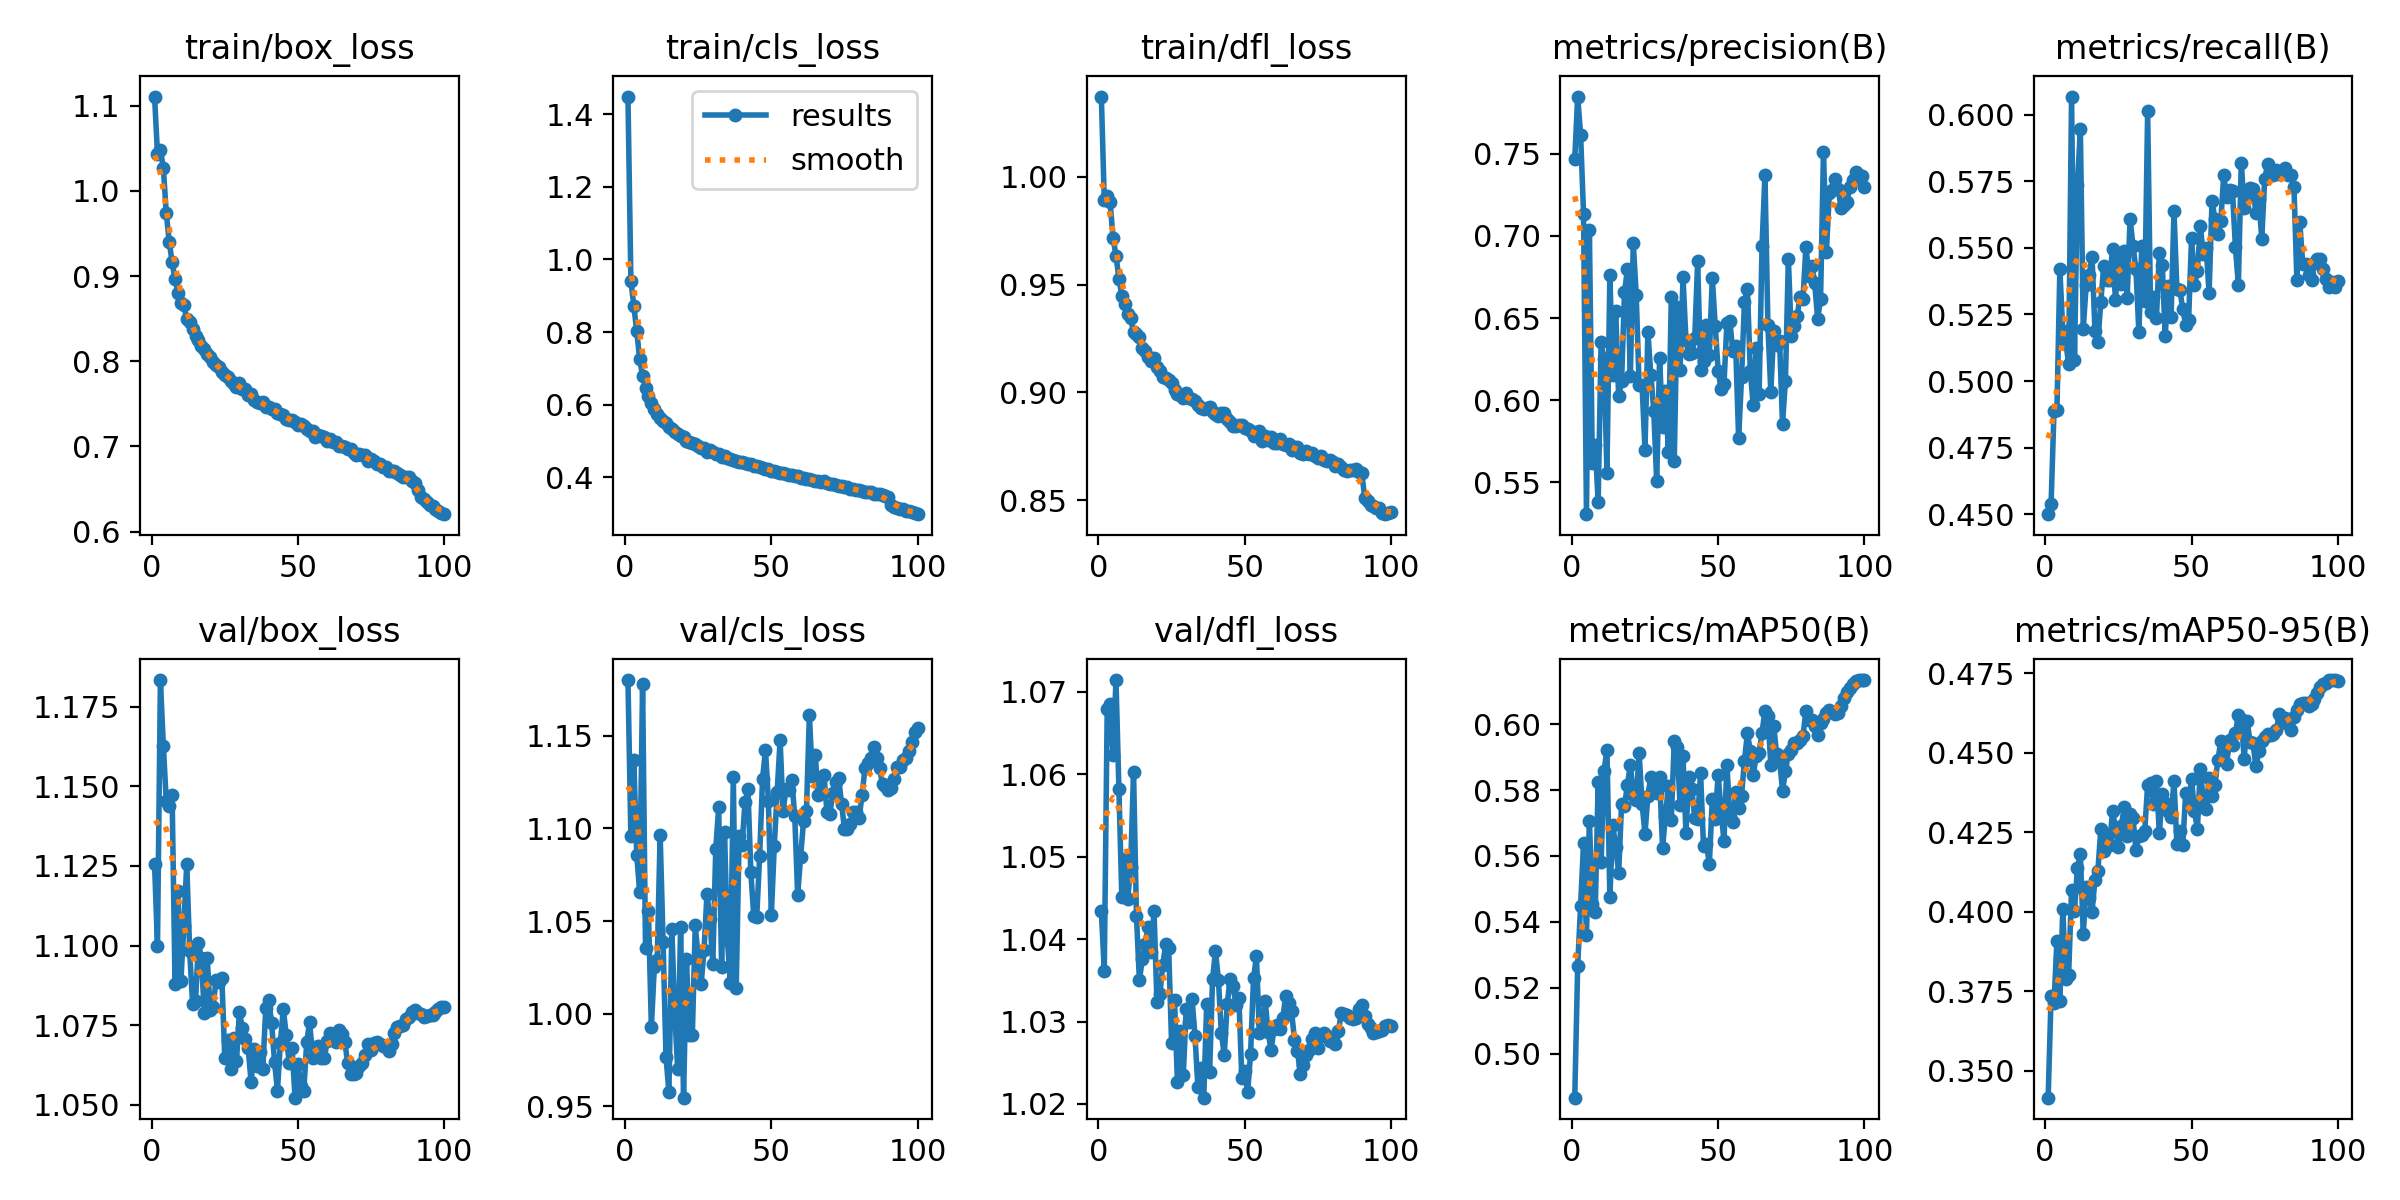 train/box_loss
1.1
1.0
0.9
0.8
0.7
0.6
0 50 100
train/cls_loss
results
smooth
1.4
1.2
1.0
0.8
0.6
0.4
0 50 100
train/dfl_loss
1.00
0.95
0.90
0.85
0 50 100
metrics/precision(B)
0.75
0.70
0.65
0.60
0.55
0 50 100
metrics/recall(B)
0.600
0.575
0.550
0.525
0.500
0.475
0.450
0 50 100
val/box_loss
1.175
1.150
1.125
1.100
1.075
1.050
0 50 100
val/cls_loss
1.15
1.10
1.05
1.00
0.95
0 50 100
val/dfl_loss
1.07
1.06
1.05
1.04
1.03
1.02
0 50 100
metrics/mAP50(B)
0.60
0.58
0.56
0.54
0.52
0.50
0 50 100
metrics/mAP50-95(B)
0.475
0.450
0.425
0.400
0.375
0.350
0 50 100